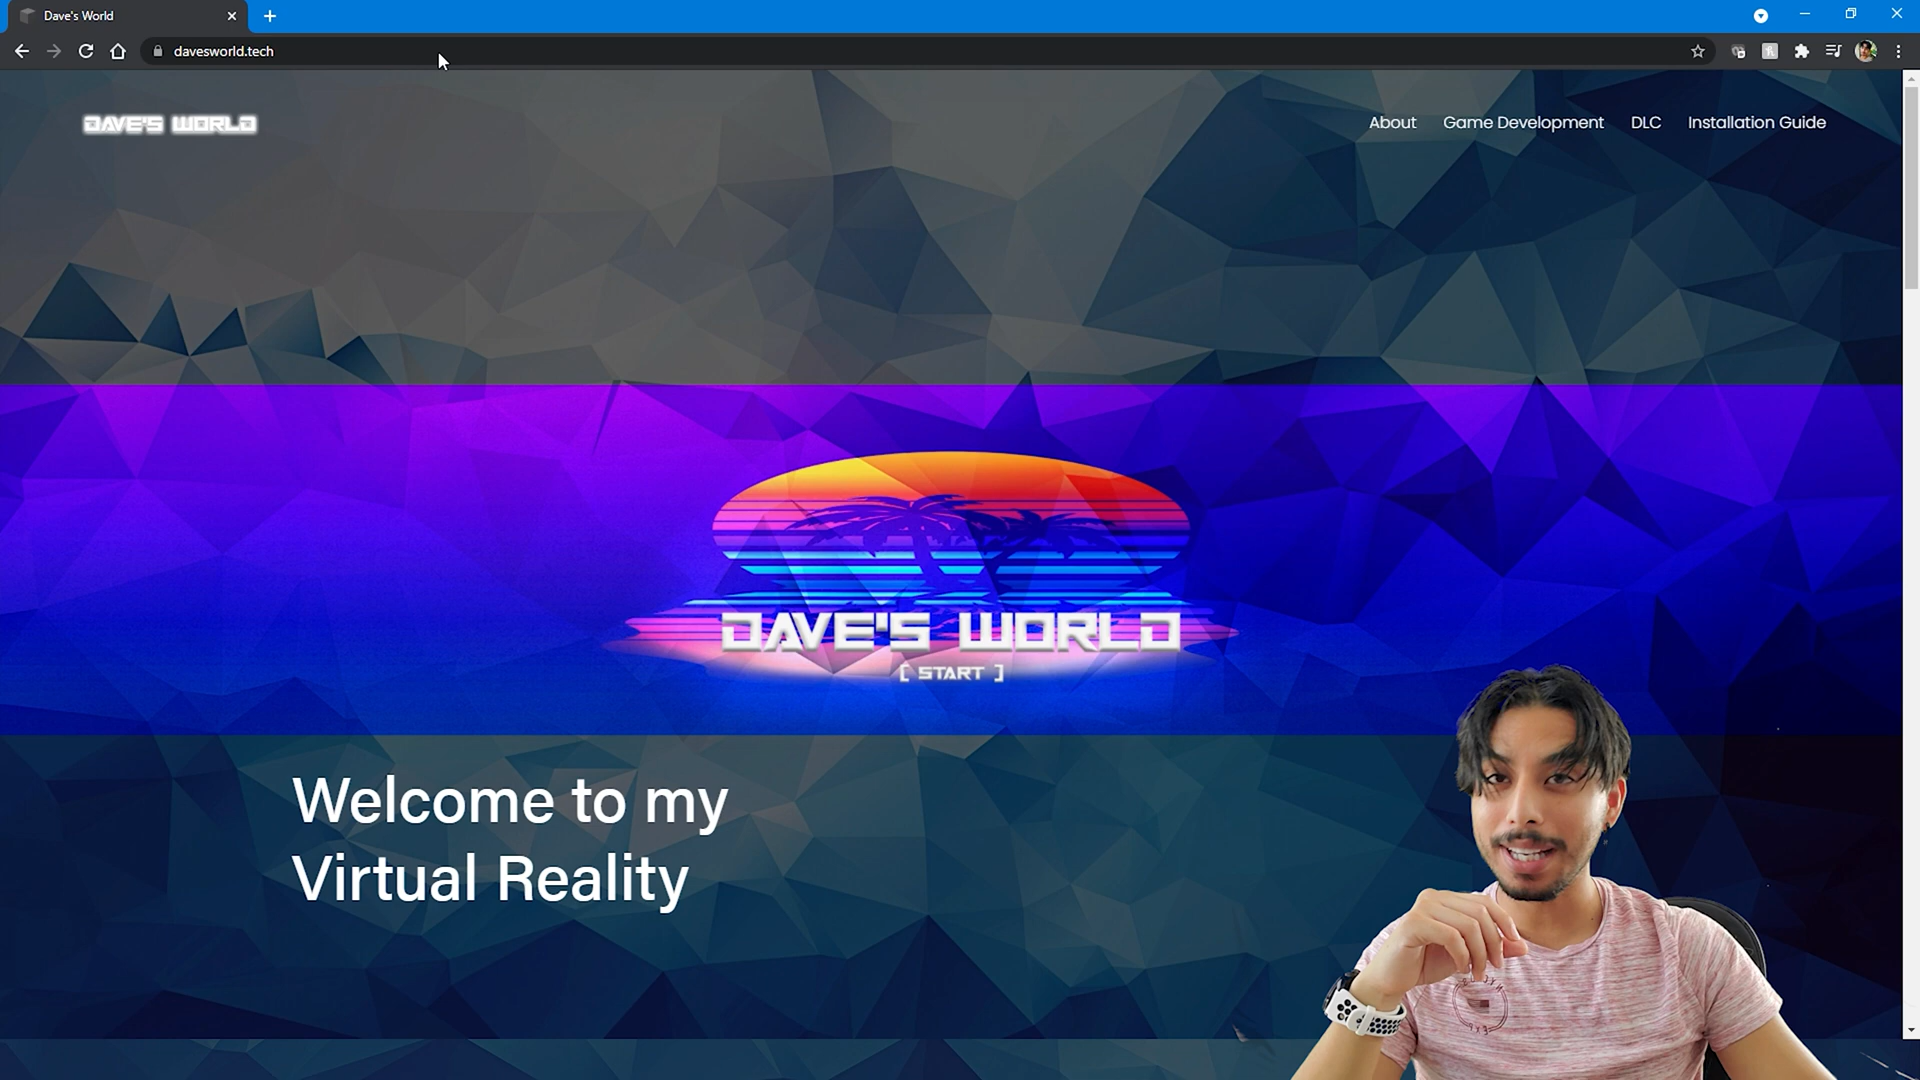 Dave's World
davesworld.tech
DAVE'S WORLD
About Game Development DLC Installation Guide
DAVE'S WORLD
[ START ]
Welcome to my
Virtual Reality